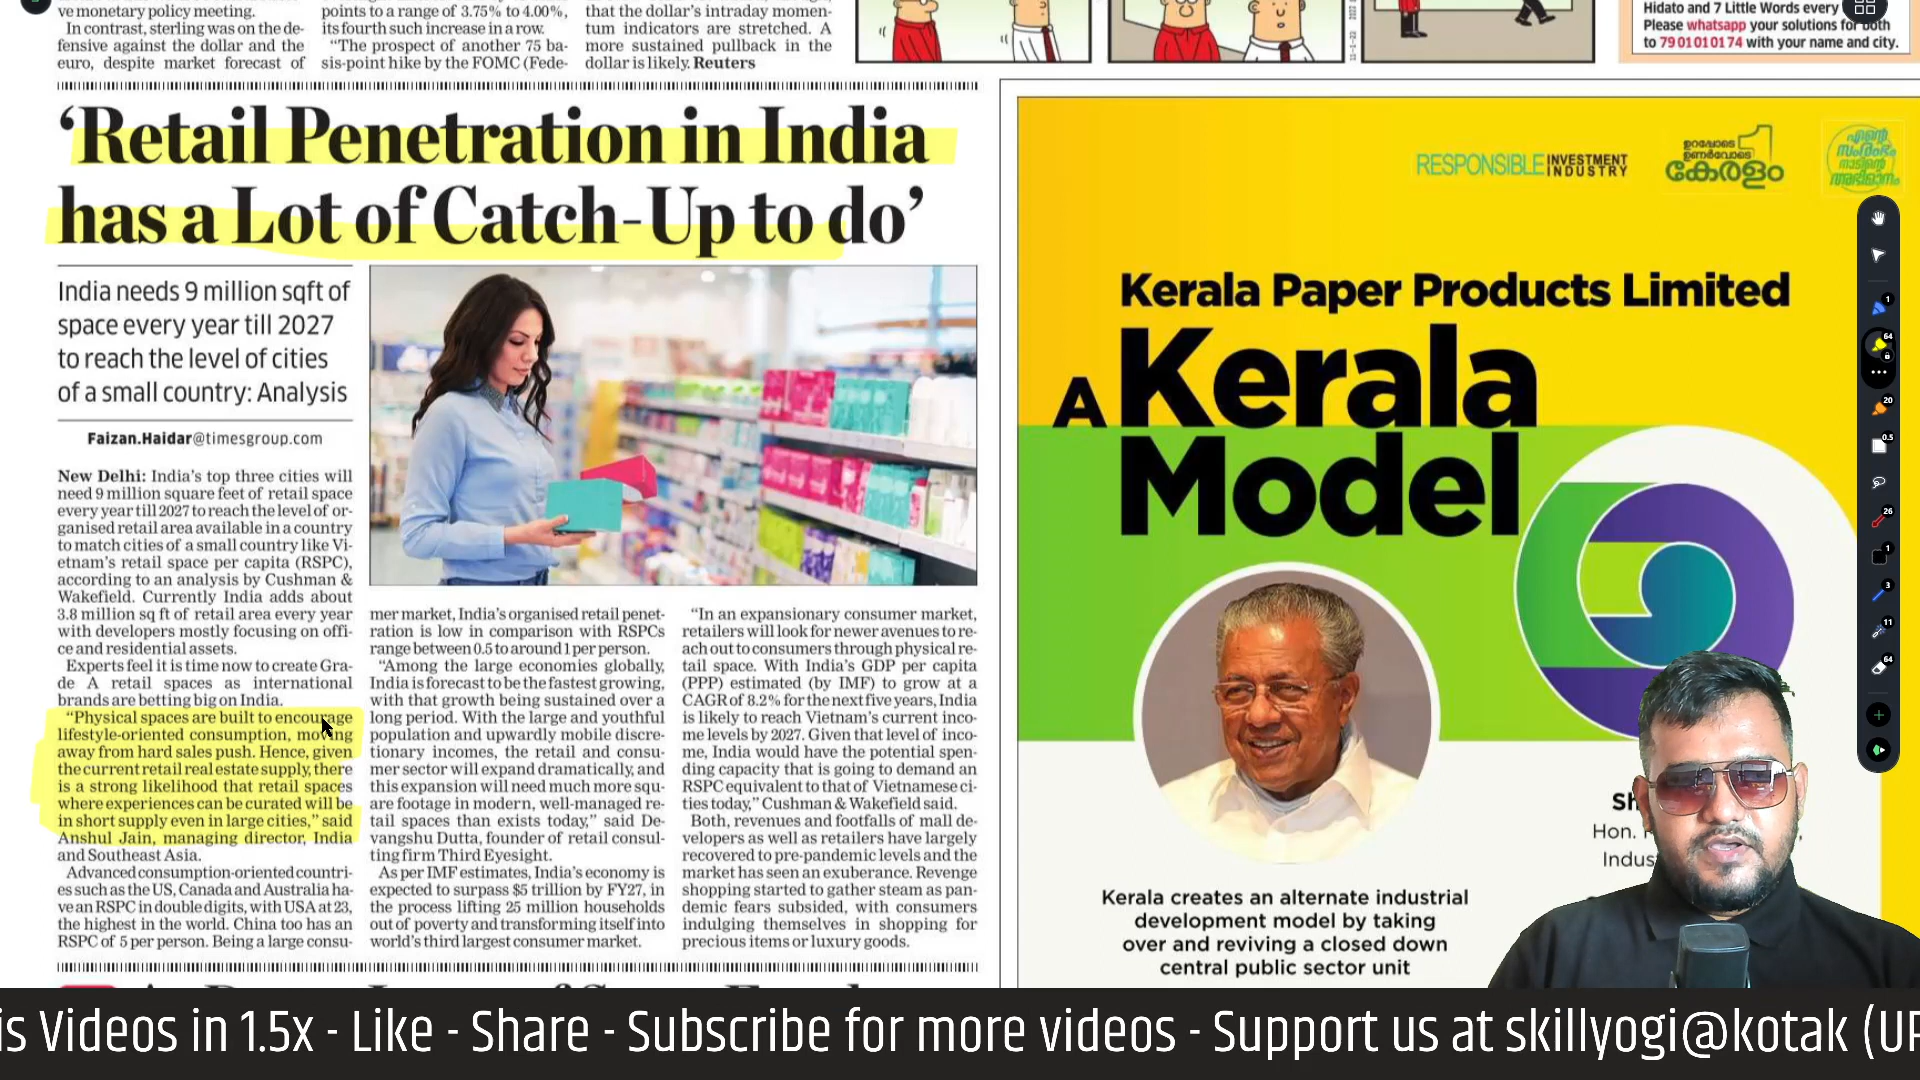 ve monetary policy meeting.
In contrast, sterling was on the de-
fensive against the dollar and the
euro, despite market forecast of
points to a range of 3.75% to 4.00%,
its fourth such increase in a row.
“The prospect of another 75 ba-
sis-point hike by the FOMC (Fede-
that the dollar’s intraday momen-
tum indicators are stretched. A
more sustained pullback in the
dollar is likely. Reuters
Hidato and 7 Little Words every
Please whatsapp your solutions for both
to 7901010174 with your name and city.
‘Retail Penetration in India
has a Lot of Catch-Up to do’
India needs 9 million sqft of
space every year till 2027
to reach the level of cities
of a small country: Analysis
Faizan.Haidar@timesgroup.com
New Delhi: India’s top three cities will
need 9 million square feet of retail space
every year till 2027 to reach the level of or-
ganised retail area available in a country
to match cities of a small country like Vi-
etnam’s retail space per capita (RSPC),
according to an analysis by Cushman &
Wakefield. Currently India adds about
3.8 million sq ft of retail area every year
with developers mostly focusing on offi-
ce and residential assets.
Experts feel it is time now to create Gra-
de A retail spaces as international
brands are betting big on India.
“Physical spaces are built to encourage
lifestyle-oriented consumption, moving
away from hard sales push. Hence, given
the current retail real estate supply, there
is a strong likelihood that retail spaces
where experiences can be curated will be
in short supply even in large cities,” said
Anshul Jain, managing director, India
and Southeast Asia.
Advanced consumption-oriented countri-
es such as the US, Canada and Australia ha-
ve an RSPC in double digits, with USA at 23,
the highest in the world. China too has an
RSPC of 5 per person. Being a large consu-
mer market, India’s organised retail penet-
ration is low in comparison with RSPCs
range between 0.5 to around 1 per person.
“Among the large economies globally,
India is forecast to be the fastest growing,
with that growth being sustained over a
long period. With the large and youthful
population and upwardly mobile discre-
tionary incomes, the retail and consu-
mer sector will expand dramatically, and
this expansion will need much more squ-
are footage in modern, well-managed re-
tail spaces than exists today,” said De-
vangshu Dutta, founder of retail consul-
ting firm Third Eyesight.
As per IMF estimates, India’s economy is
expected to surpass $5 trillion by FY27, in
the process lifting 25 million households
out of poverty and transforming itself into
world’s third largest consumer market.
“In an expansionary consumer market,
retailers will look for newer avenues to re-
ach out to consumers through physical re-
tail space. With India’s GDP per capita
(PPP) estimated (by IMF) to grow at a
CAGR of 8.2% for the next five years, India
is likely to reach Vietnam’s current inco-
me levels by 2027. Given that level of inco-
me, India would have the potential spen-
ding capacity that is going to demand an
RSPC equivalent to that of Vietnamese ci-
ties today,” Cushman & Wakefield said.
Both, revenues and footfalls of mall de-
velopers as well as retailers have largely
recovered to pre-pandemic levels and the
market has seen an exuberance. Revenge
shopping started to gather steam as pan-
demic fears subsided, with consumers
indulging themselves in shopping for
precious items or luxury goods.
RESPONSIBLE INVESTMENT
INDUSTRY
കേരളം
എന്റെ
സംരംഭം
നാടിന്റെ
അഭിമാനം
Kerala Paper Products Limited
A Kerala
Model
Sh
Hon.
Indus
Kerala creates an alternate industrial
development model by taking
over and reviving a closed down
central public sector unit
1
64
20
0.5
26
1
3
11
64
is Videos in 1.5x - Like - Share - Subscribe for more videos - Support us at skillyogi@kotak (UP